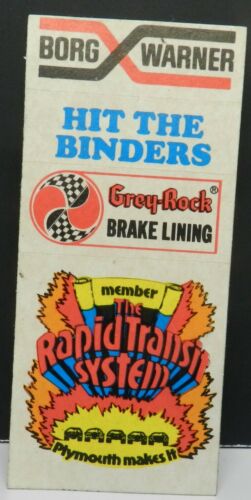 BORG WARNER
HIT THE
BINDERS
Grey-Rock®
BRAKE LINING
member
The
Rapid Transit
SYSTEM
Plymouth makes it